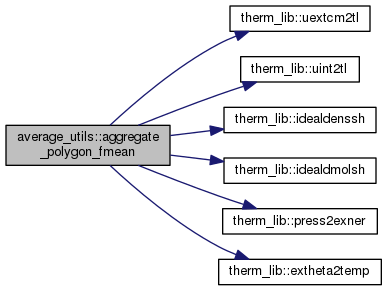 therm_lib::uextcm2tl
therm_lib::uint2tl
average_utils::aggregate
_polygon_fmean
therm_lib::idealdenssh
therm_lib::idealdmolsh
therm_lib::press2exner
therm_lib::extheta2temp